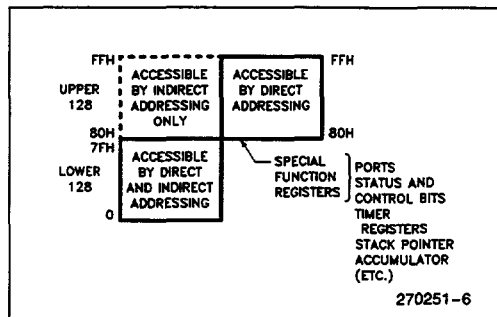 FFH
UPPER
128
80H
7FH
LOWER
128
0
ACCESSIBLE
BY INDIRECT
ADDRESSING
ONLY
ACCESSIBLE
BY DIRECT
ADDRESSING
FFH
80H
ACCESSIBLE
BY DIRECT
AND INDIRECT
ADDRESSING
SPECIAL
FUNCTION
REGISTERS
PORTS
STATUS AND
CONTROL BITS
TIMER
REGISTERS
STACK POINTER
ACCUMULATOR
(ETC.)
270251-6